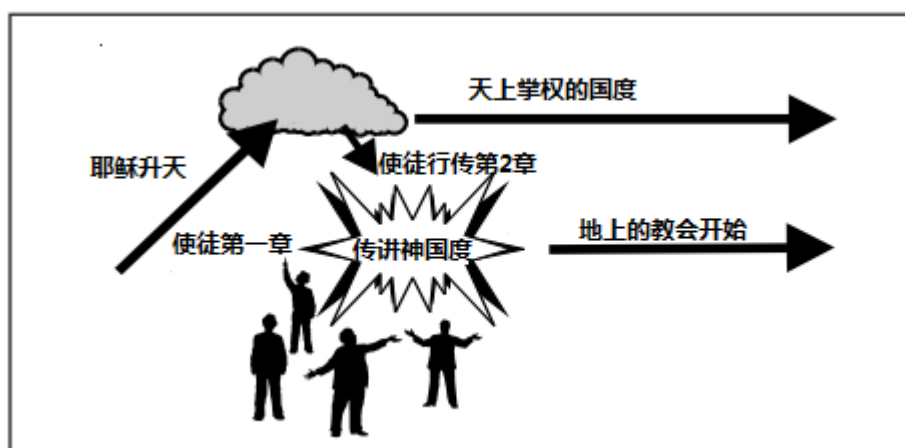 天上掌权的国度
耶稣升天
使徒行传第2章
使徒第一章
传讲神国度
地上的教会开始